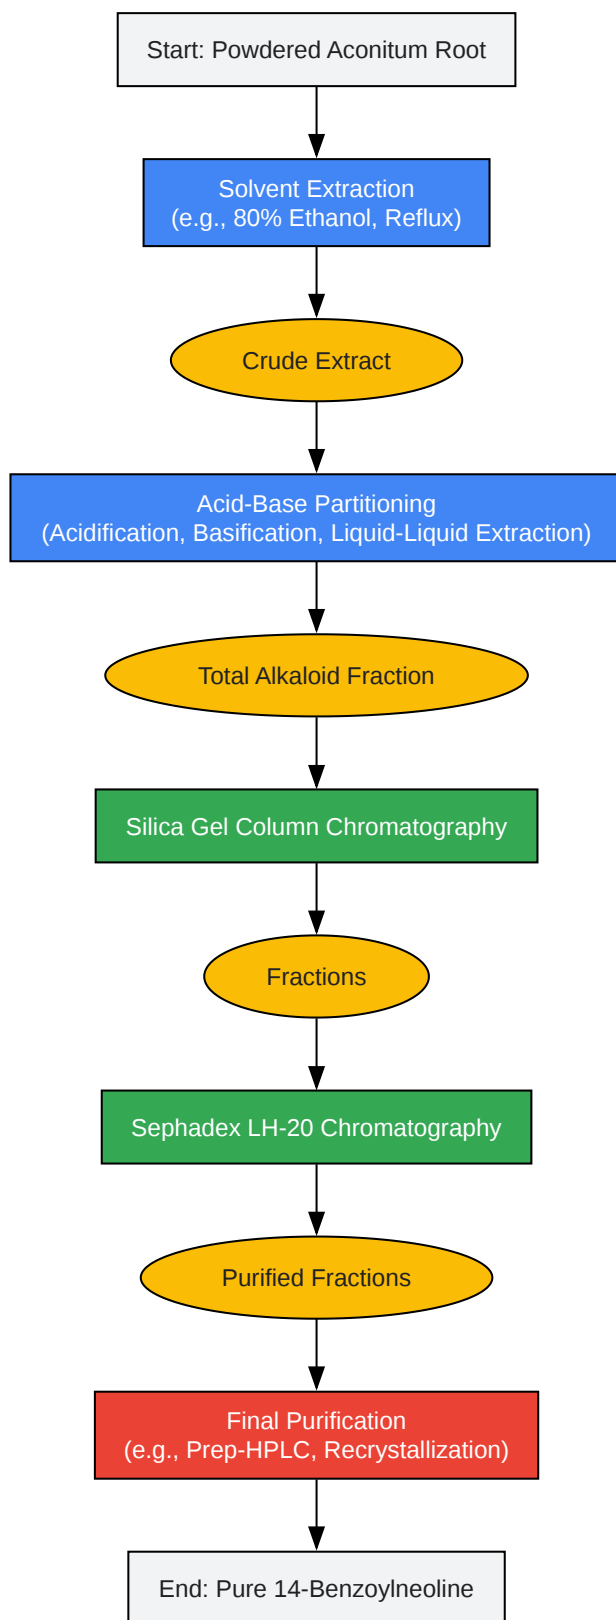 Start: Powdered Aconitum Root
Solvent Extraction
(e.g., 80% Ethanol, Reflux)
Crude Extract
Acid-Base Partitioning
(Acidification, Basification, Liquid-Liquid Extraction)
Total Alkaloid Fraction
Silica Gel Column Chromatography
Fractions
Sephadex LH-20 Chromatography
Purified Fractions
Final Purification
(e.g., Prep-HPLC, Recrystallization)
End: Pure 14-Benzoylneoline